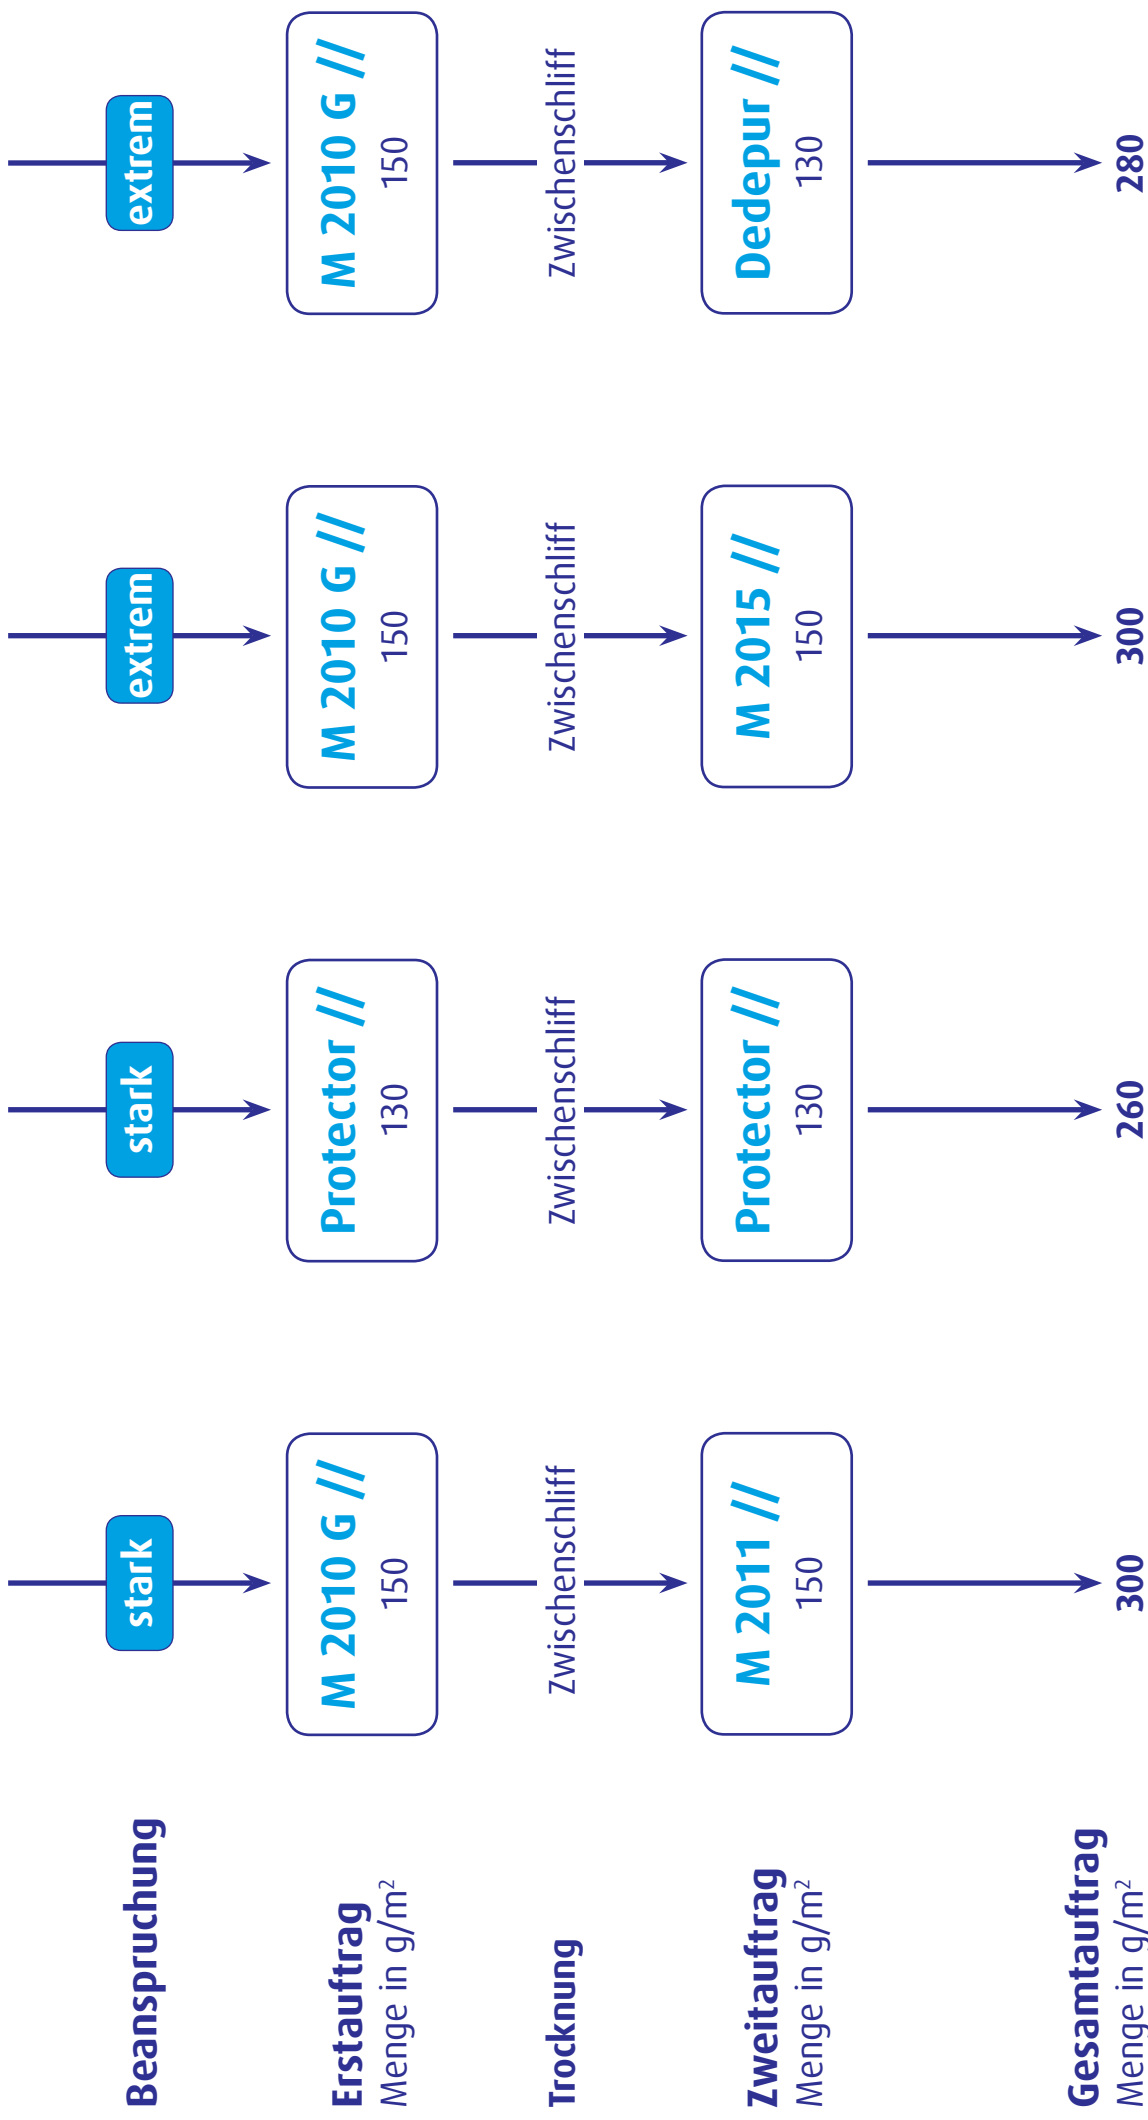 Beanspruchung
stark
stark
extrem
extrem
Erstauftrag
Menge in g/m²
M 2010 G //
150
Protector //
130
M 2010 G //
150
M 2010 G //
150
Trocknung
Zwischenschliff
Zwischenschliff
Zwischenschliff
Zwischenschliff
Zweitauftrag
Menge in g/m²
M 2011 //
150
Protector //
130
M 2015 //
150
Dedepur //
130
Gesamtauftrag
Menge in g/m²
300
260
300
280